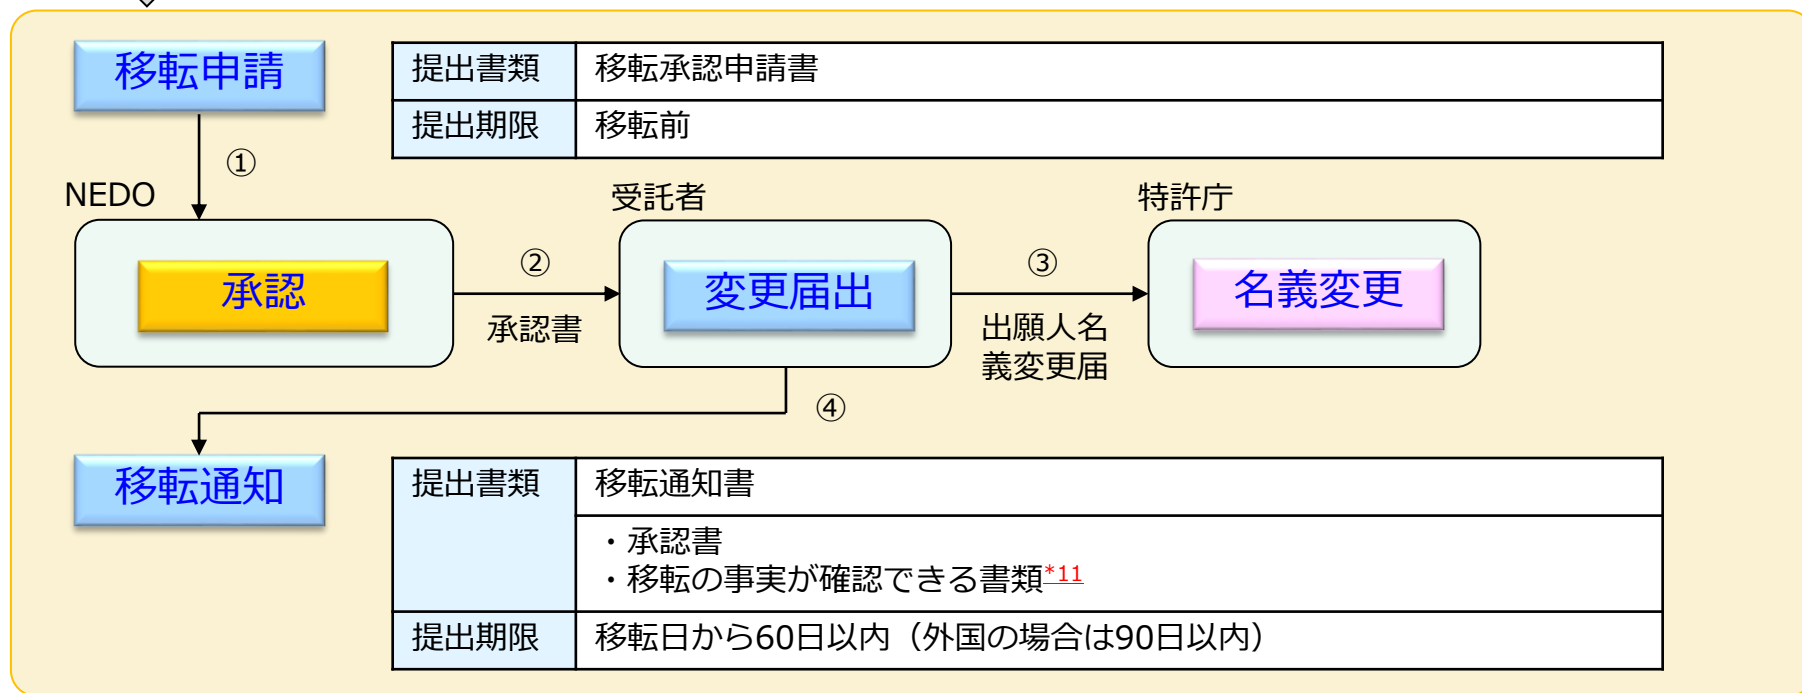 移転申請
提出書類
移転承認申請書
提出期限
移転前
①
NEDO
受託者
特許庁
承認
②
承認書
変更届出
③
出願人名
義変更届
名義変更
④
移転通知
提出書類
移転通知書
・承認書
・移転の事実が確認できる書類*11
提出期限
移転日から60日以内（外国の場合は90日以内）